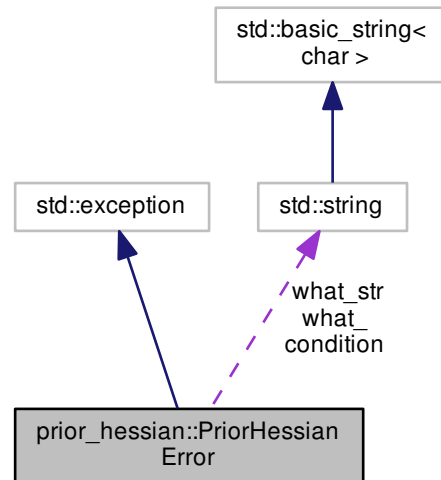 std::basic_string<
char >
std::exception
std::string
what_str
what_
condition
prior_hessian::PriorHessian
Error